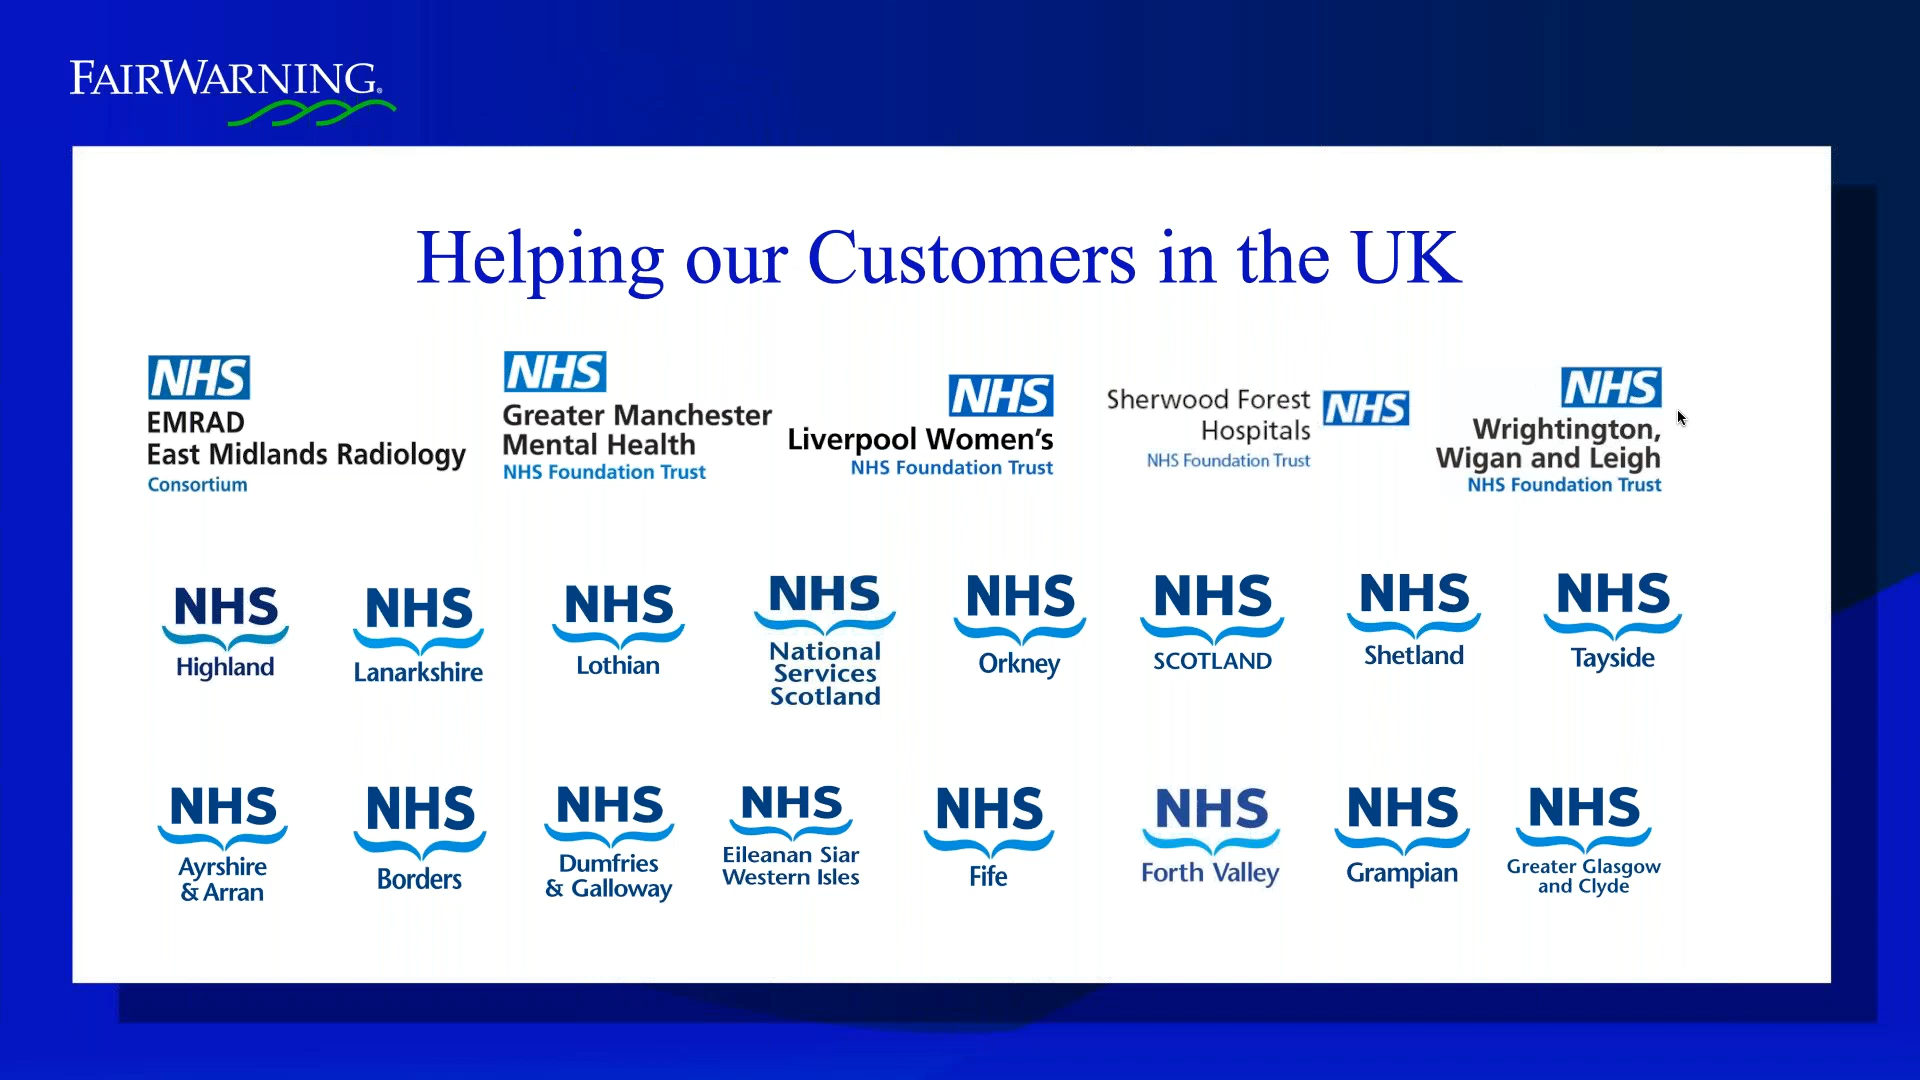 FAIRWARNING®
Helping our Customers in the UK
NHS
EMRAD
East Midlands Radiology
Consortium
NHS
Greater Manchester
Mental Health
NHS Foundation Trust
NHS
Liverpool Women's
NHS Foundation Trust
Sherwood Forest
Hospitals
NHS Foundation Trust
NHS
NHS
Wrightington,
Wigan and Leigh
NHS Foundation Trust
NHS
Highland
NHS
Lanarkshire
NHS
Lothian
NHS
National
Services
Scotland
NHS
Orkney
NHS
SCOTLAND
NHS
Shetland
NHS
Tayside
NHS
Ayrshire
& Arran
NHS
Borders
NHS
Dumfries
& Galloway
NHS
Eileanan Siar
Western Isles
NHS
Fife
NHS
Forth Valley
NHS
Grampian
NHS
Greater Glasgow
and Clyde